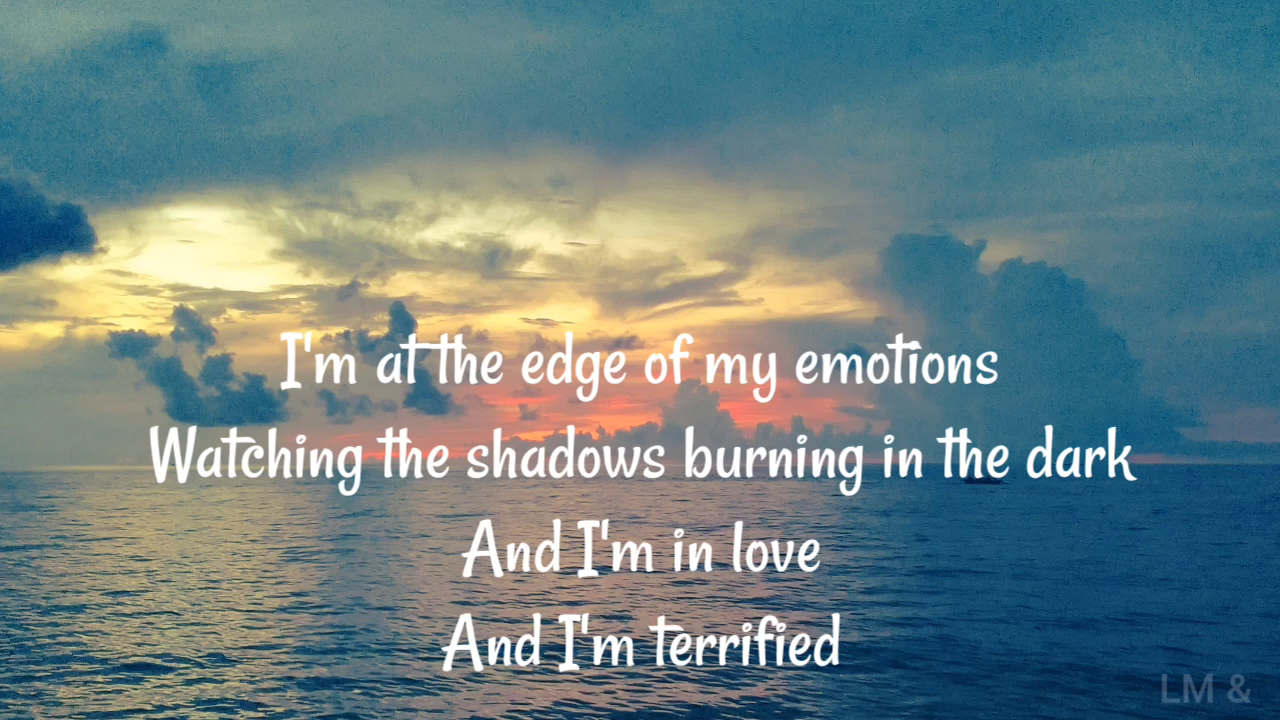 I'm at the edge of my emotions
Watching the shadows burning in the dark
And I'm in love
And I'm terrified
LM &